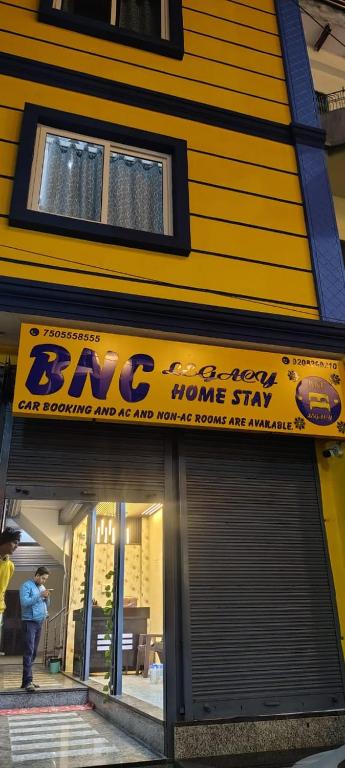 7505558555
BNC LEGACY
HOME STAY
CAR BOOKING AND AC AND NON-AC ROOMS ARE AVAILABLE.